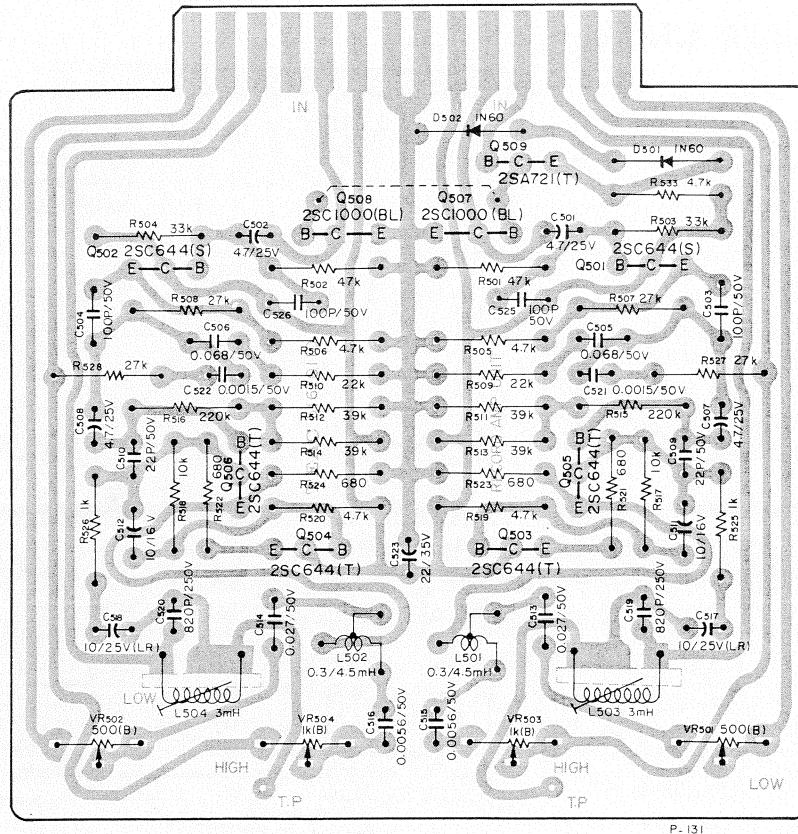 IN
IN
D502 IN60
Q509
B-C-E
2SA721(T)
D501 IN60
R533 4.7k
Q508
2SC1000(BL)
B-C-E
Q507
2SC1000(BL)
B-C-E
R504 33k
C502
4.7/25V
C501
4.7/25V
R503 33k
Q502
2SC644(S)
E-C-B
2SC644(S)
Q501
B-C-E
R502
47k
R501
47k
C504
100P/50V
R508 27k
C526
100P/50V
C525
100P
50V
R507 27k
C503
100P/50V
C506
0.068/50V
R506 4.7k
R505 4.7k
C505
0.068/50V
R528 27k
C522 0.0015/50V
R510 22k
R509 22k
C521 0.0015/50V
R527 27k
C508
4.7/25V
R516 220k
R512 39k
R511 39k
R515 220k
C507
4.7/25V
C510
22P/50V
10k
R518
680
R522
Q506
2SC644(T)
B-C-E
R514 39k
R513 39k
Q505
2SC644(T)
B-C-E
680
R521
10k
R517
C509
22P/50V
R524 680
R523 680
R526 1k
C512
10/16V
R520 4.7k
R519 4.7k
C511
10/16V
R525 1k
Q504
E-C-B
2SC644(T)
C523
22/35V
Q503
B-C-E
2SC644(T)
C518
10/25V(LR)
C520
820P/250V
C514
0.027/50V
L502
0.3/4.5mH
L501
0.3/4.5mH
C513
0.027/50V
C519
820P/250V
C517
10/25V(LR)
LOW
L504 3mH
L503 3mH
VR502
500(B)
VR504
1k(B)
C516
0.0056/50V
C515
0.0056/50V
VR503
1k(B)
VR501 500(B)
HIGH
HIGH
LOW
T.P
T.P
P-131